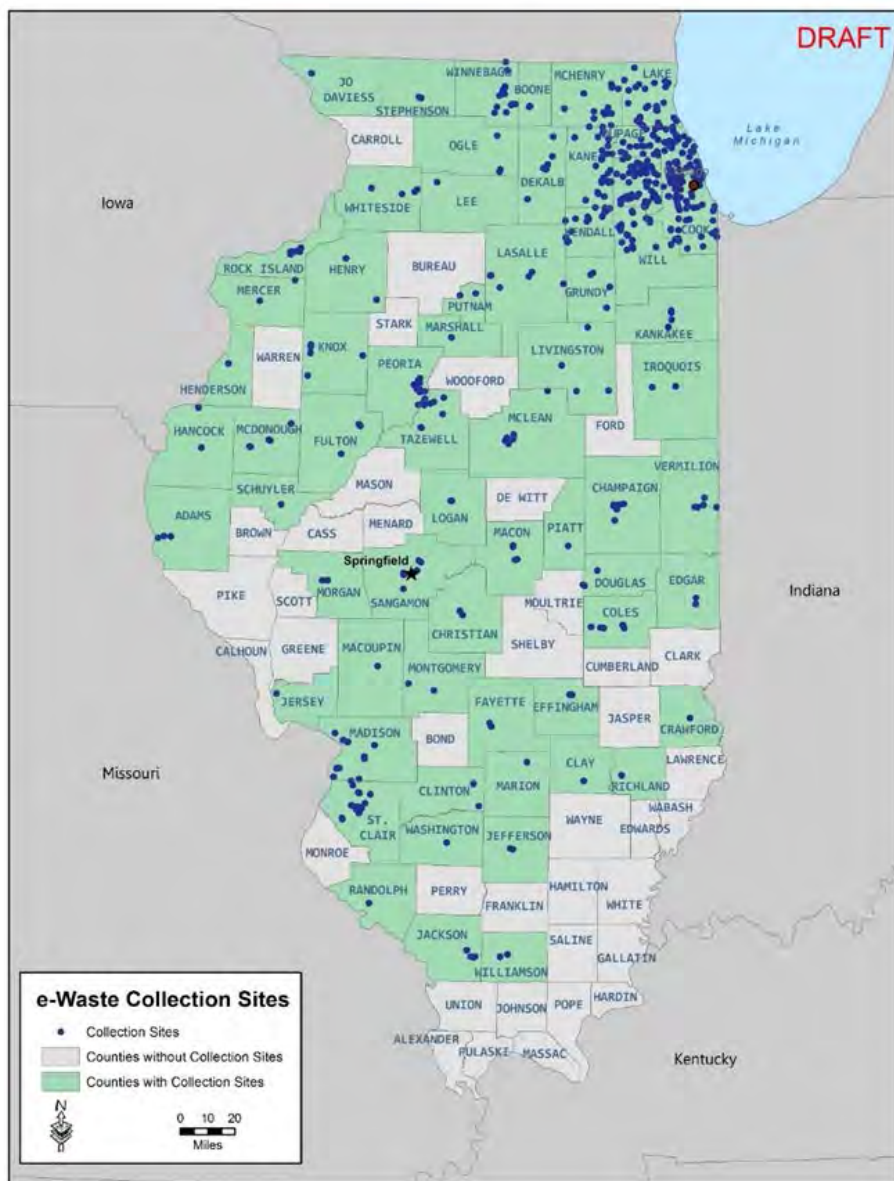 DRAFT
WINNEBAGO
LAKE
MCHENRY
JO
DAVIESS
BOONE
STEPHENSON
Lake
Michigan
CARROLL
OGLE
KANE
DEKALB
Iowa
WHITESIDE
LEE
KENDALL
COOK
LASALLE
WILL
ROCK ISLAND
HENRY
BUREAU
MERCER
GRUNDY
PUTNAM
STARK
MARSHALL
KANKAKEE
WARREN
KNOX
LIVINGSTON
PEORIA
IROQUOIS
WOODFORD
HENDERSON
MCLEAN
FORD
HANCOCK
MCDONOUGH
FULTON
TAZEWELL
VERMILION
MASON
CHAMPAIGN
SCHUYLER
DE WITT
ADAMS
LOGAN
BROWN
CASS
MENARD
MACON
PIATT
Springfield
DOUGLAS
EDGAR
PIKE
SCOTT
MORGAN
SANGAMON
MOULTRIE
Indiana
COLES
CHRISTIAN
SHELBY
CALHOUN
GREENE
MACOUPIN
MONTGOMERY
CUMBERLAND
CLARK
JERSEY
FAYETTE
EFFINGHAM
JASPER
CRAWFORD
MADISON
BOND
LAWRENCE
Missouri
CLAY
CLINTON
MARION
RICHLAND
WABASH
WAYNE
EDWARDS
ST.
CLAIR
WASHINGTON
JEFFERSON
MONROE
RANDOLPH
PERRY
HAMILTON
FRANKLIN
WHITE
JACKSON
SALINE
GALLATIN
WILLIAMSON
UNION
JOHNSON
POPE
HARDIN
ALEXANDER
PULASKI
MASSAC
Kentucky
e-Waste Collection Sites
Collection Sites
Counties without Collection Sites
Counties with Collection Sites
N
0 10 20
Miles